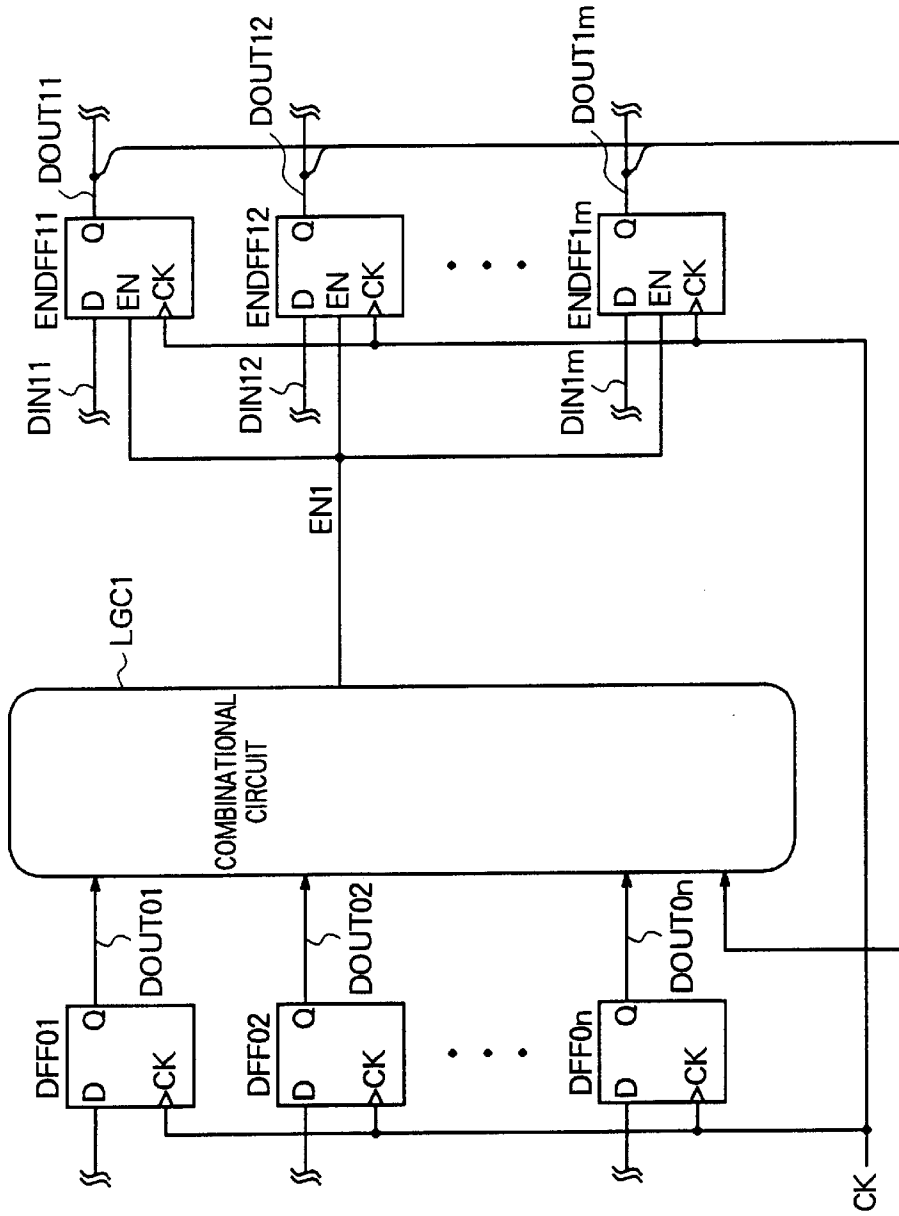 DFF01
D
Q
CK
DOUT01
DFF02
D
Q
CK
DOUT02
DFF0n
D
Q
CK
DOUT0n
CK
COMBINATIONAL
CIRCUIT
LGC1
EN1
ENDFF11
DIN11
D
Q
EN
CK
DOUT11
ENDFF12
DIN12
D
Q
EN
CK
DOUT12
ENDFF1m
DIN1m
D
Q
EN
CK
DOUT1m